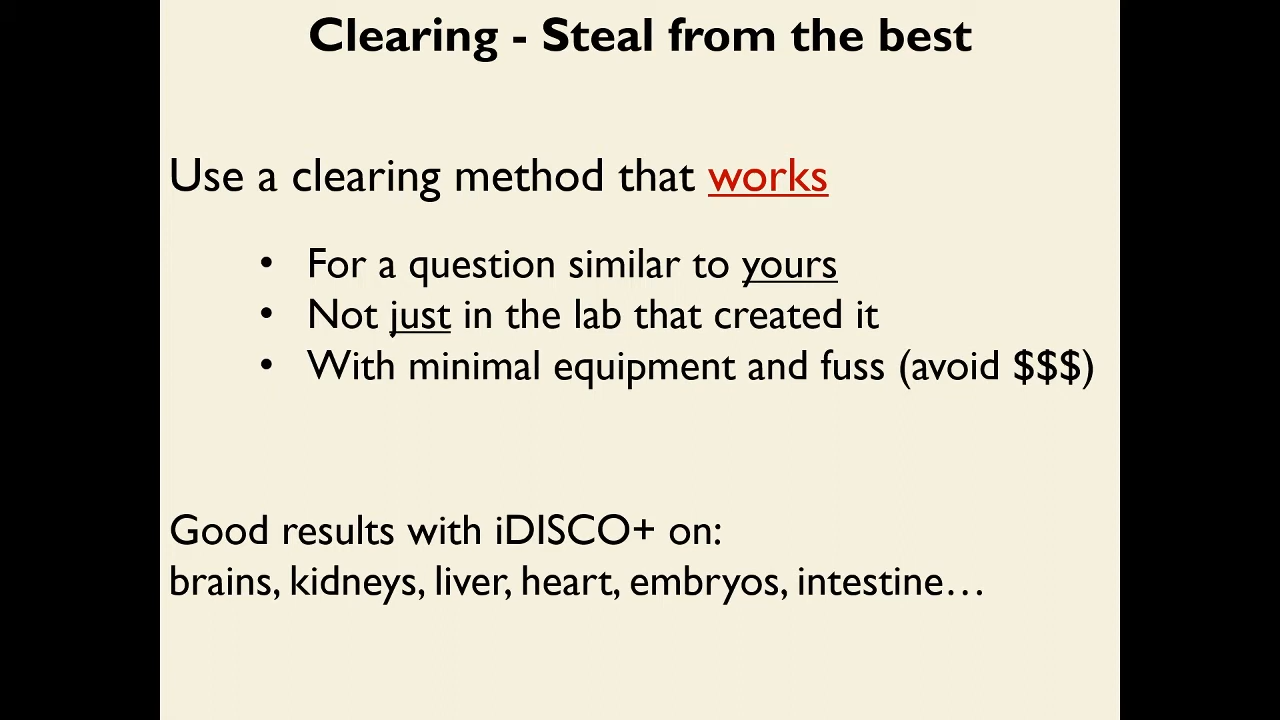 Clearing - Steal from the best
Use a clearing method that works
• For a question similar to yours
• Not just in the lab that created it
• With minimal equipment and fuss (avoid $$$)
Good results with iDISCO+ on:
brains, kidneys, liver, heart, embryos, intestine…